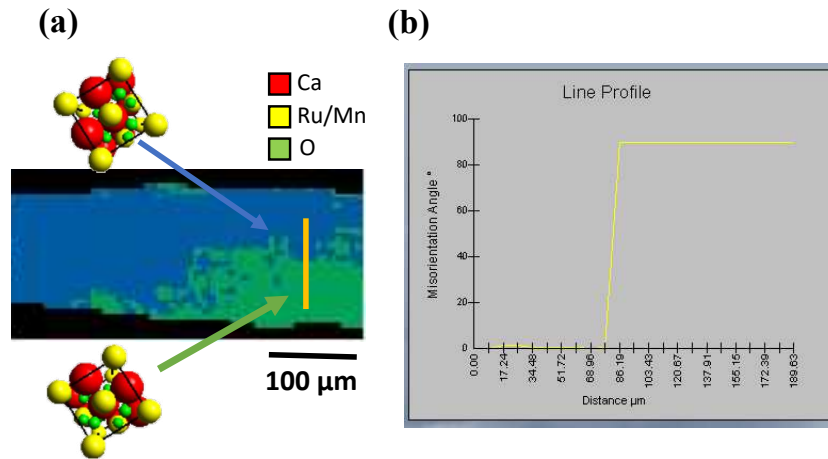 (a)
(b)
Ca
Ru/Mn
O
100 µm
Line Profile
Misorientation Angle °
100
80
60
40
20
0
0.00
17.24
34.48
51.72
68.96
86.19
103.43
120.67
137.91
155.15
172.39
189.63
Distance µm